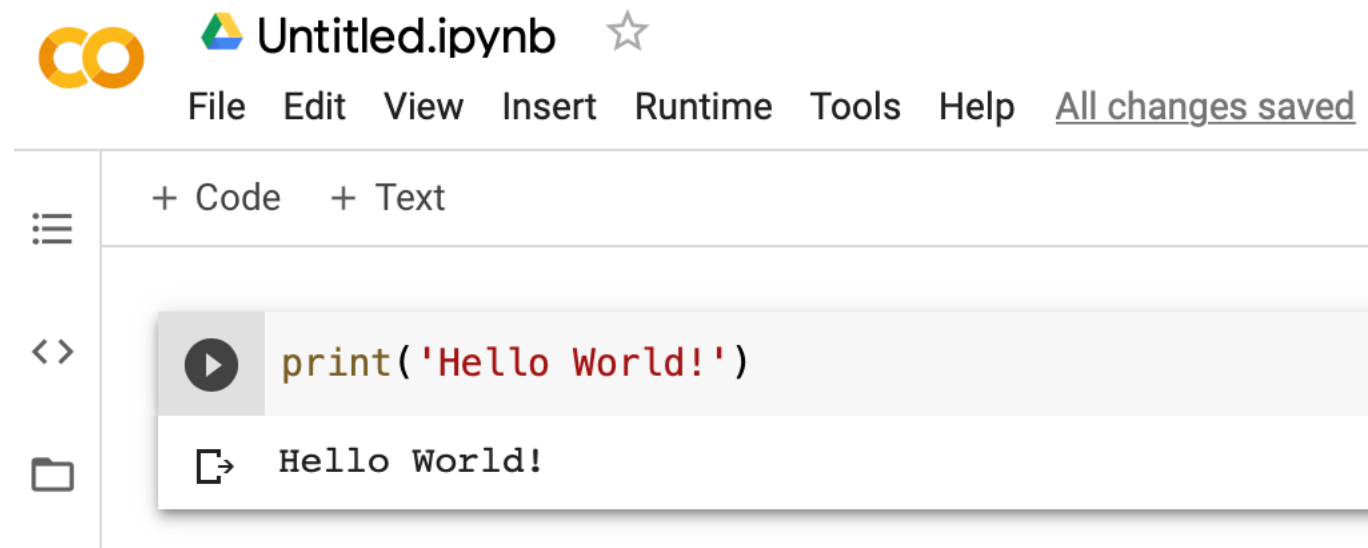 Untitled.ipynb
File Edit View Insert Runtime Tools Help All changes saved
+ Code + Text
print('Hello World!')
Hello World!